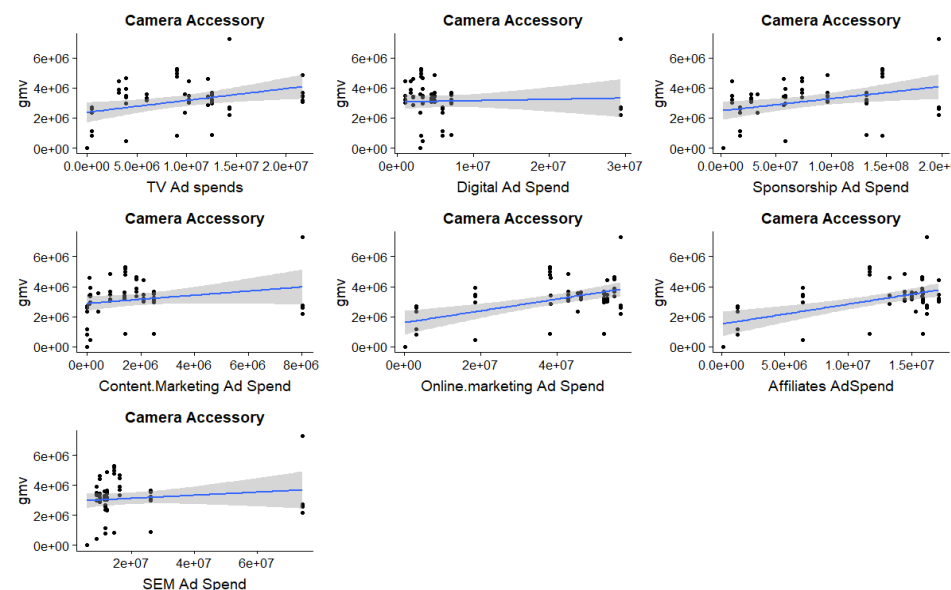 Camera Accessory
gmv
6e+06
4e+06
2e+06
0e+00
0.0e+00 5.0e+06 1.0e+07 1.5e+07 2.0e+07
TV Ad spends
Camera Accessory
gmv
6e+06
4e+06
2e+06
0e+00
0e+00 1e+07 2e+07 3e+07
Digital Ad Spend
Camera Accessory
gmv
6e+06
4e+06
2e+06
0e+00
0.0e+00 5.0e+07 1.0e+08 1.5e+08 2.0e+0
Sponsorship Ad Spend
Camera Accessory
gmv
6e+06
4e+06
2e+06
0e+00
0e+00 2e+06 4e+06 6e+06 8e+06
Content.Marketing Ad Spend
Camera Accessory
gmv
6e+06
4e+06
2e+06
0e+00
0e+00 2e+07 4e+07
Online.marketing Ad Spend
Camera Accessory
gmv
6e+06
4e+06
2e+06
0e+00
0.0e+00 5.0e+06 1.0e+07 1.5e+07
Affiliates AdSpend
Camera Accessory
gmv
6e+06
4e+06
2e+06
0e+00
2e+07 4e+07 6e+07
SEM Ad Spend